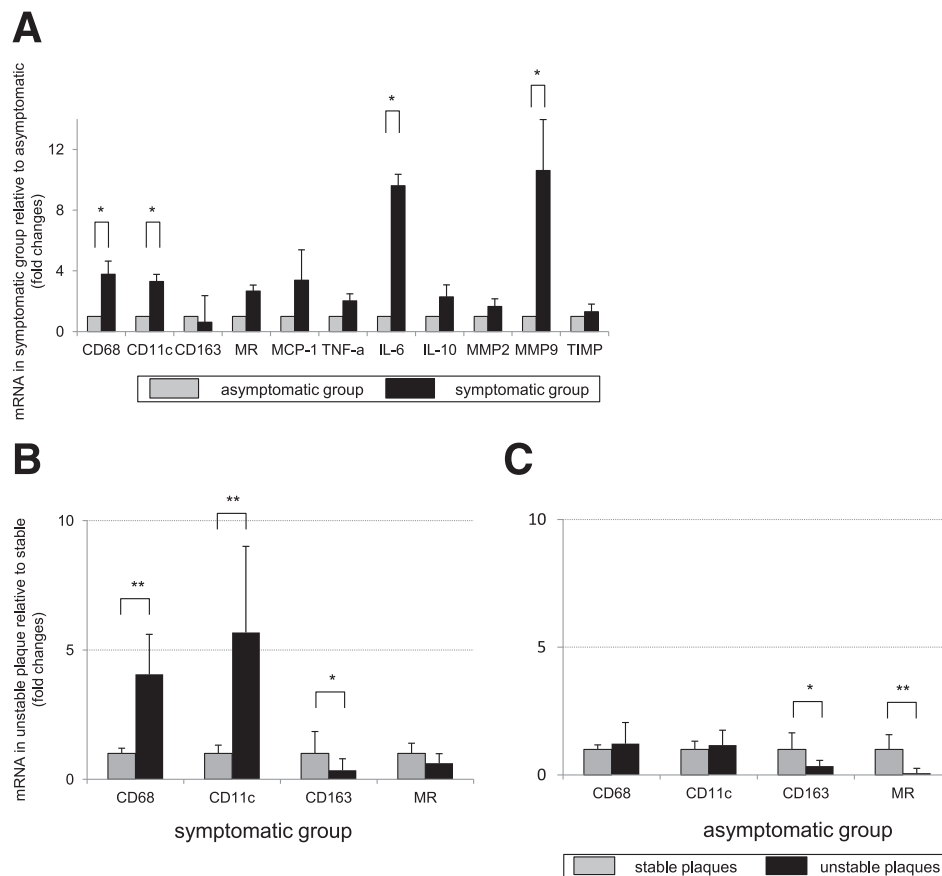 A
mRNA in symptomatic group relative to asymptomatic
(fold changes)
12
8
4
0
*
*
*
*
CD68 CD11c CD163 MR MCP-1 TNF-a IL-6 IL-10 MMP2 MMP9 TIMP
asymptomatic group symptomatic group
B
mRNA in unstable plaque relative to stable
(fold changes)
10
5
0
**
**
*
CD68 CD11c CD163 MR
symptomatic group
C
10
5
0
*
**
CD68 CD11c CD163 MR
asymptomatic group
stable plaques unstable plaques